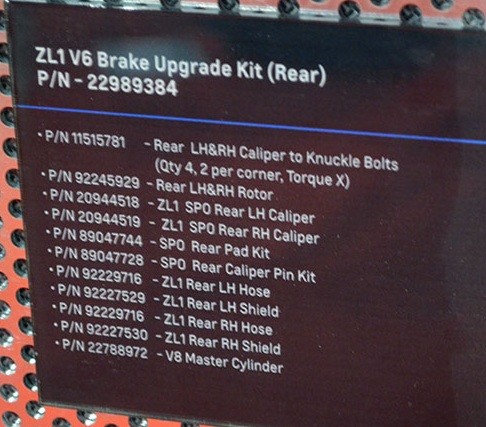 ZL1 V6 Brake Upgrade Kit (Rear)
P/N - 22989384
• P/N 11515781 - Rear LH&RH Caliper to Knuckle Bolts
(Qty 4, 2 per corner, Torque X)
• P/N 92245929 - Rear LH&RH Rotor
• P/N 20944518 - ZL1 SPO Rear LH Caliper
• P/N 20944519 - ZL1 SPO Rear RH Caliper
• P/N 89047744 - SPO Rear Pad Kit
• P/N 89047728 - SPO Rear Caliper Pin Kit
• P/N 92229716 - ZL1 Rear LH Hose
• P/N 92227529 - ZL1 Rear LH Shield
• P/N 92229716 - ZL1 Rear RH Hose
• P/N 92227530 - ZL1 Rear RH Shield
• P/N 22788972 - V8 Master Cylinder